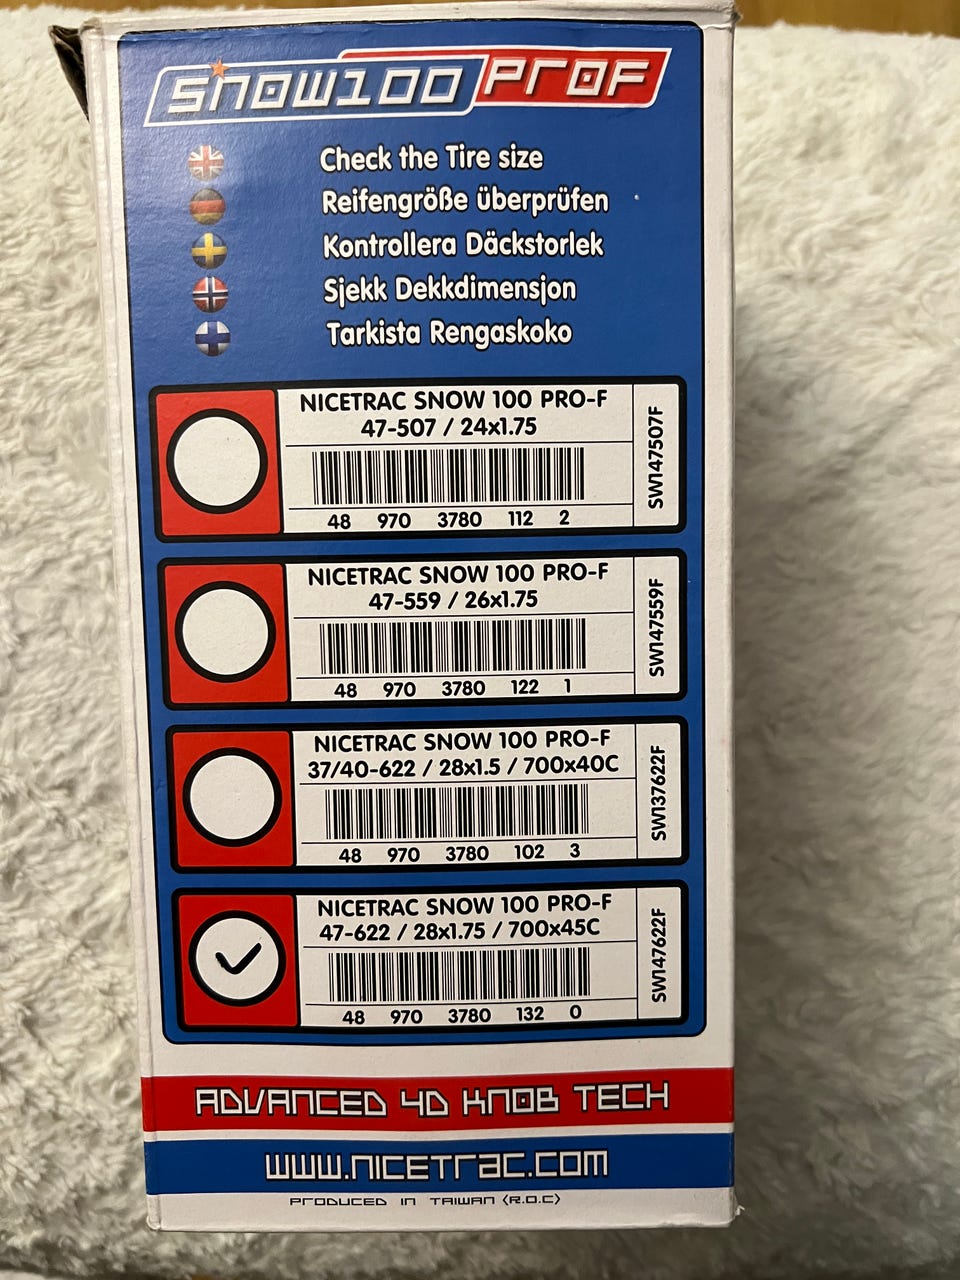 snow100 Prof
Check the Tire size
Reifengröße überprüfen
Kontrollera Däckstorlek
Sjekk Dekkdimensjon
Tarkista Rengaskoko
NICETRAC SNOW 100 PRO-F
47-507 / 24x1.75
48 970 3780 112 2
SW147507F
NICETRAC SNOW 100 PRO-F
47-559 / 26x1.75
48 970 3780 122 1
SW147559F
NICETRAC SNOW 100 PRO-F
37/40-622 / 28x1.5 / 700x40C
48 970 3780 102 3
SW137622F
NICETRAC SNOW 100 PRO-F
47-622 / 28x1.75 / 700x45C
48 970 3780 132 0
SW147622F
ADVANCED 4D KNOB TECH
www.nicetrac.com
PRODUCED IN TAIWAN (R.O.C)